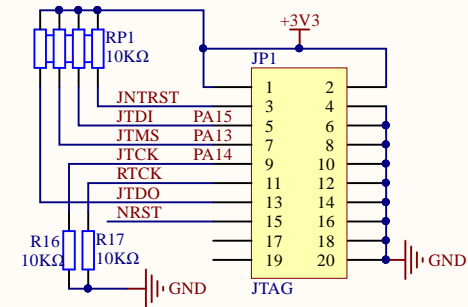 +3V3
RP1
10KΩ
JP1
1 2
JNTRST 3 4
JTDI PA15 5 6
JTMS PA13 7 8
JTCK PA14 9 10
RTCK 11 12
JTDO 13 14
NRST 15 16
R16 R17 17 18
10KΩ 10KΩ 19 20 GND
GND JTAG